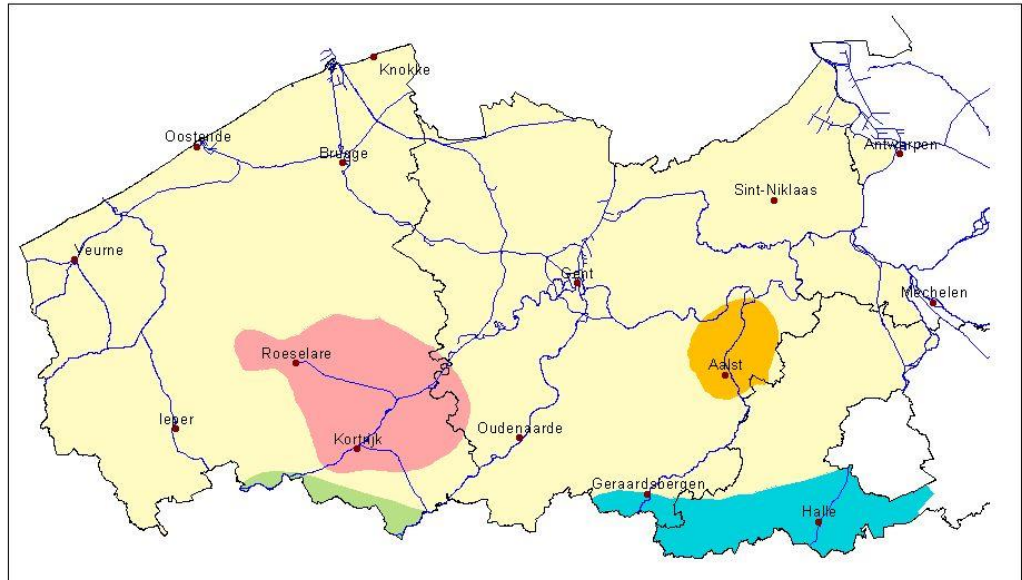 Knokke
Oostende
Brugge
Antwerpen
Sint-Niklaas
Veurne
Gent
Mechelen
Roeselare
Aalst
Ieper
Oudenaarde
Kortrijk
Geraardsbergen
Halle